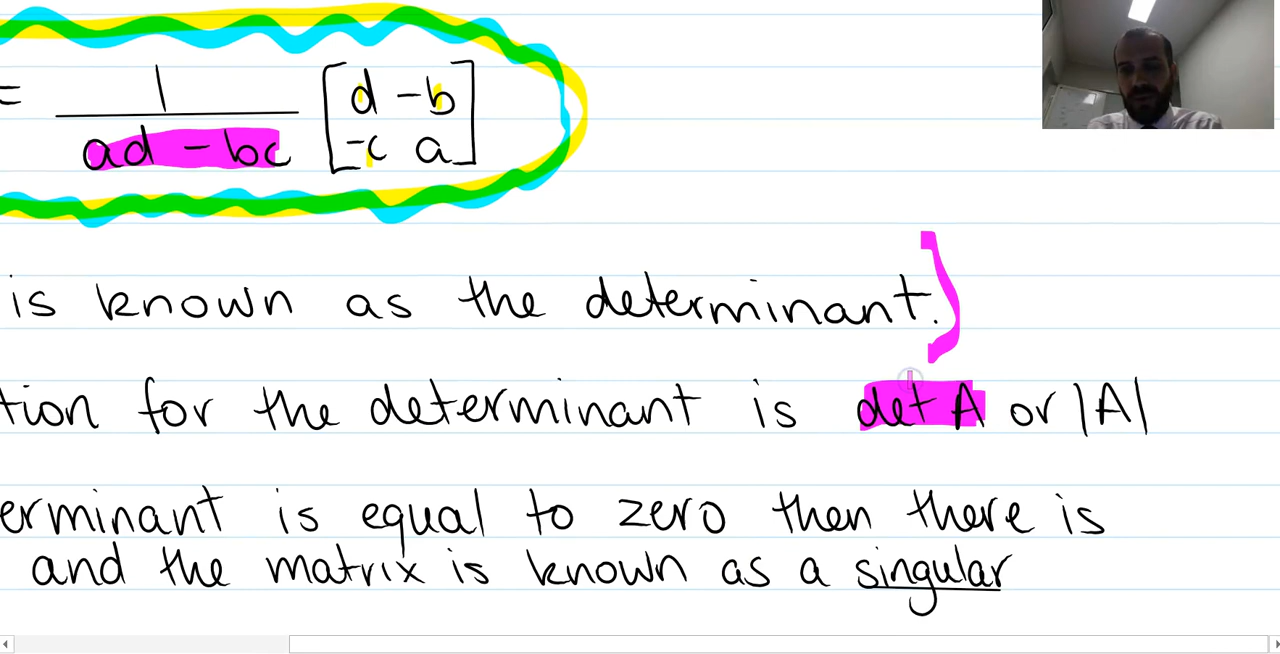 = 1 / ad - bc [d -b
-c a]
is known as the determinant.
tion for the determinant is det A or |A|
erminant is equal to zero then there is
and the matrix is known as a singular